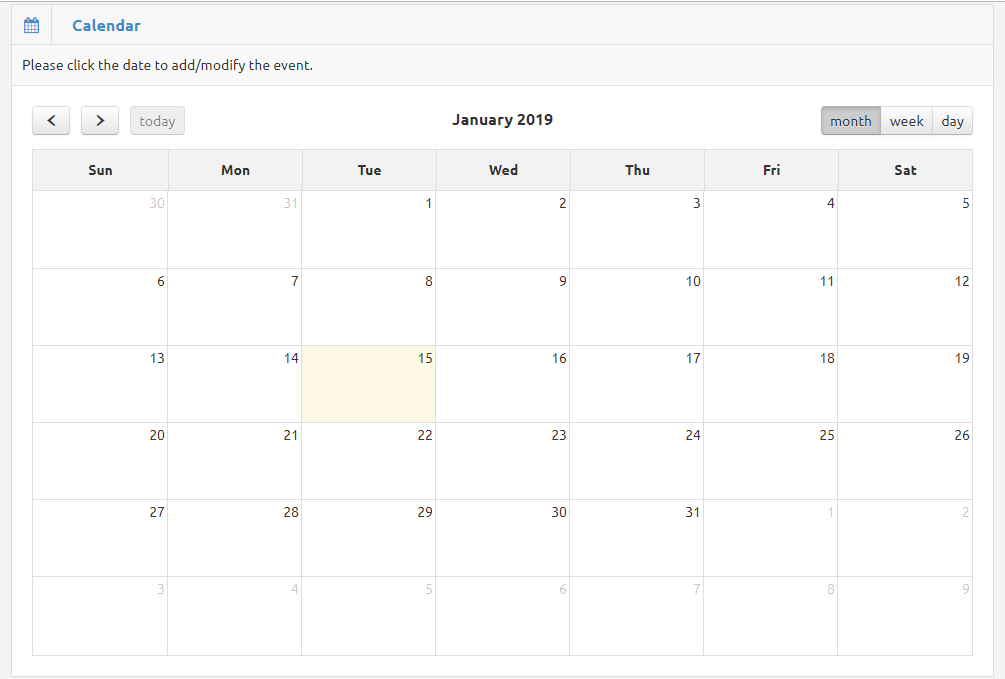 Calendar
Please click the date to add/modify the event.
today January 2019 month week day
Sun Mon Tue Wed Thu Fri Sat
30 31 1 2 3 4 5
6 7 8 9 10 11 12
13 14 15 16 17 18 19
20 21 22 23 24 25 26
27 28 29 30 31 1 2
3 4 5 6 7 8 9